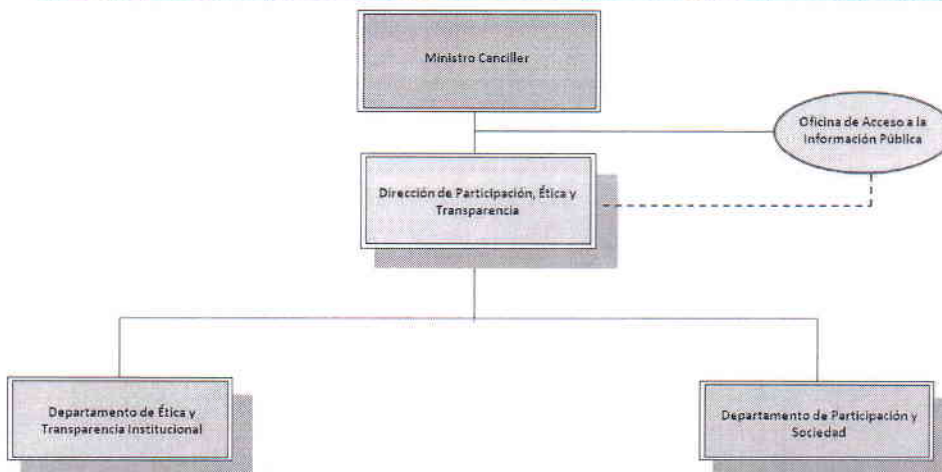 Ministro Canciller
Oficina de Acceso a la
Información Pública
Dirección de Participación, Ética y
Transparencia
Departamento de Ética y
Transparencia Institucional
Departamento de Participación y
Sociedad